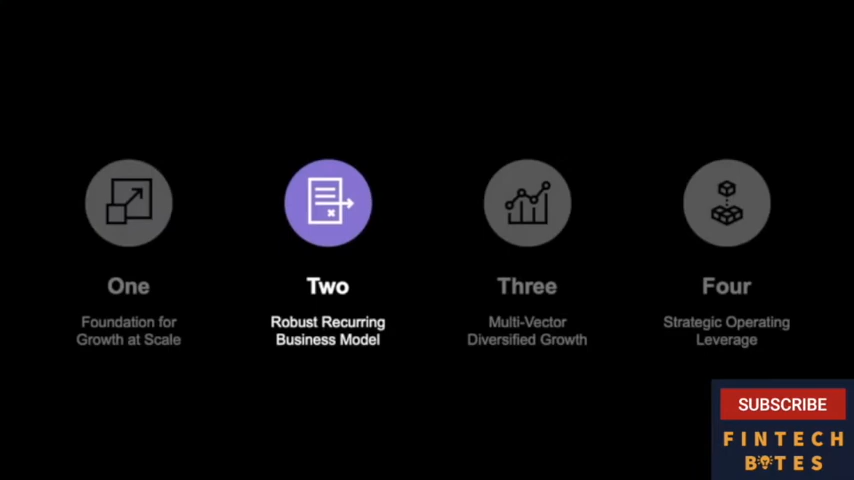 One
Foundation for
Growth at Scale
Two
Robust Recurring
Business Model
Three
Multi-Vector
Diversified Growth
Four
Strategic Operating
Leverage
SUBSCRIBE
FINTECH
BYTES